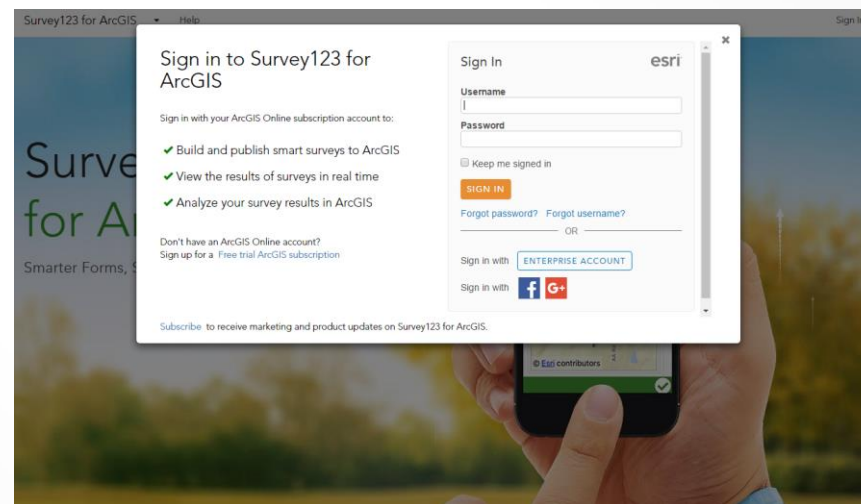 Survey123 for ArcGIS Help Sign In
Sign in to Survey123 for
ArcGIS
Sign in with your ArcGIS Online subscription account to:
Build and publish smart surveys to ArcGIS
View the results of surveys in real time
Analyze your survey results in ArcGIS
Don't have an ArcGIS Online account?
Sign up for a Free trial ArcGIS subscription
Subscribe to receive marketing and product updates on Survey123 for ArcGIS.
Sign In esri
Username
Password
Keep me signed in
SIGN IN
Forgot password? Forgot username?
OR
Sign in with ENTERPRISE ACCOUNT
Sign in with f G+
Surve
for Ar
Smarter Forms, S
© Esri contributors